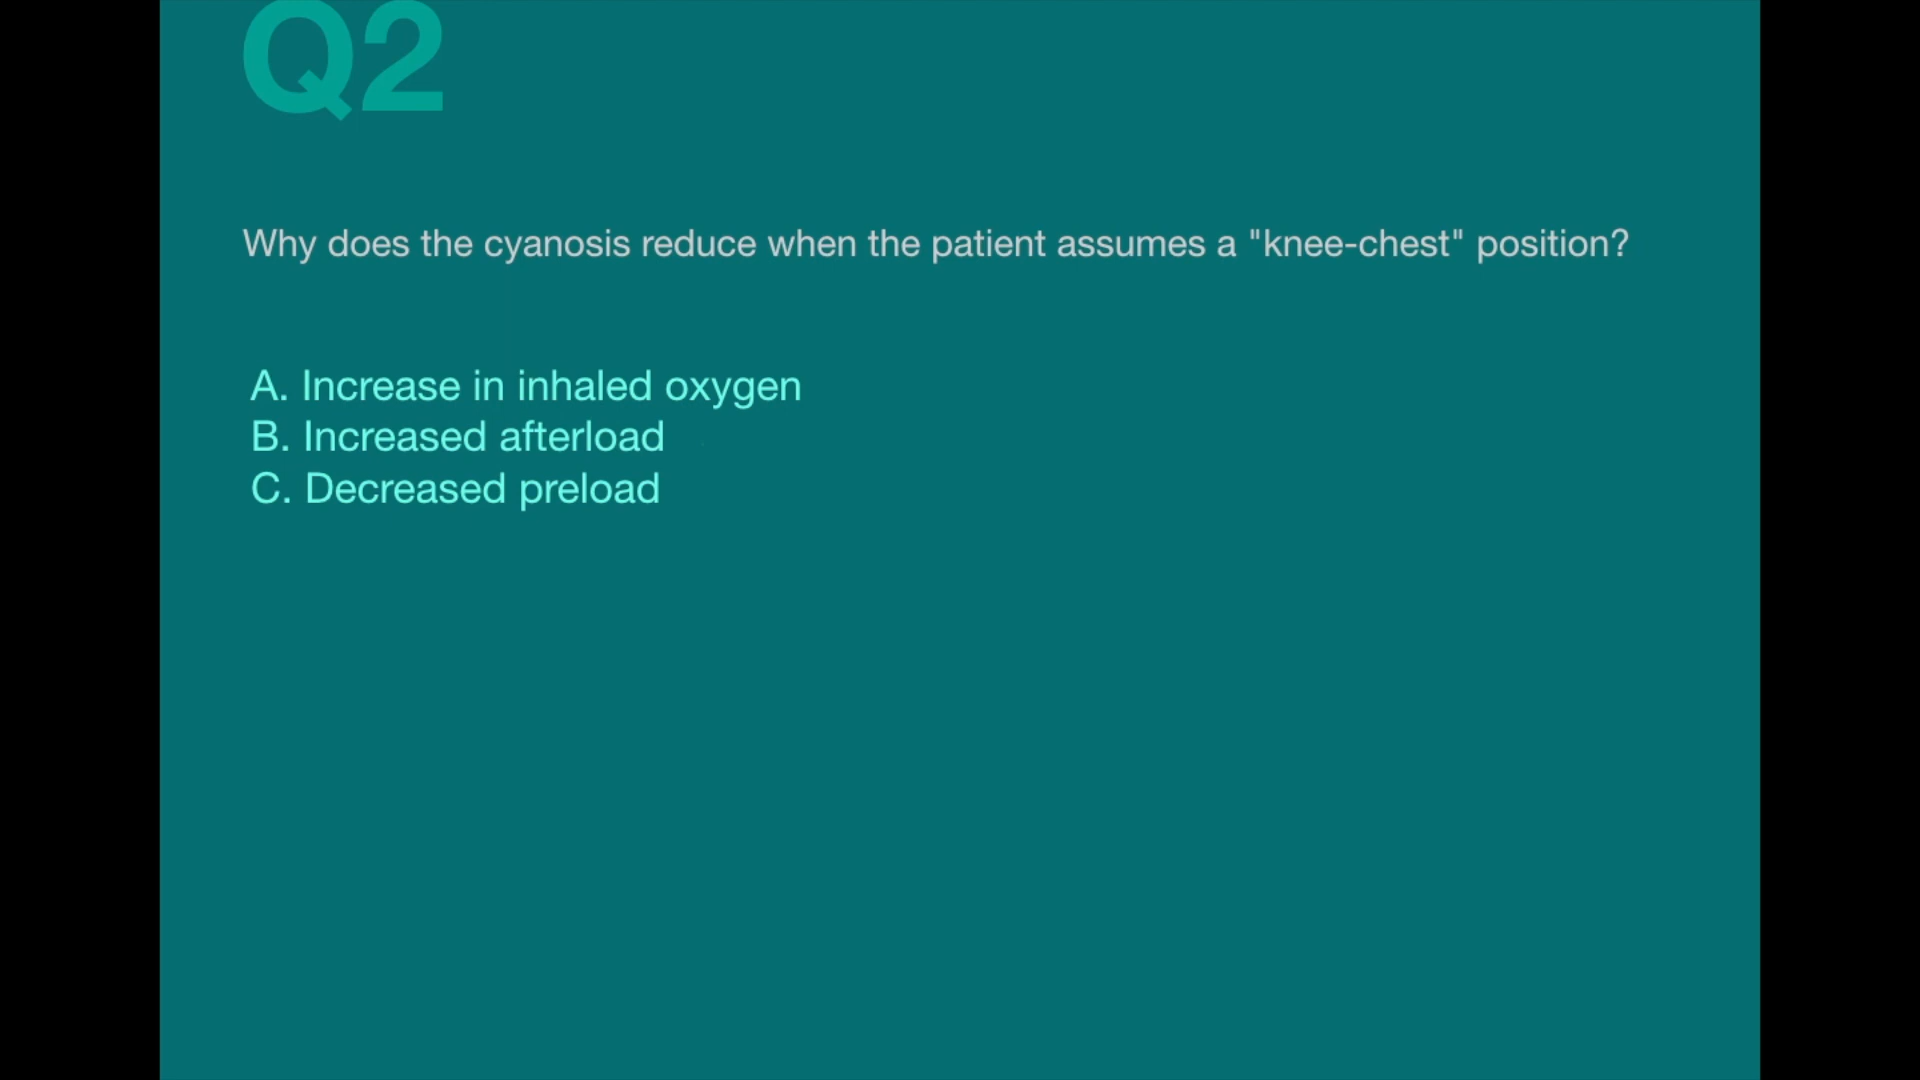 Q2
Why does the cyanosis reduce when the patient assumes a "knee-chest" position?
A. Increase in inhaled oxygen
B. Increased afterload
C. Decreased preload